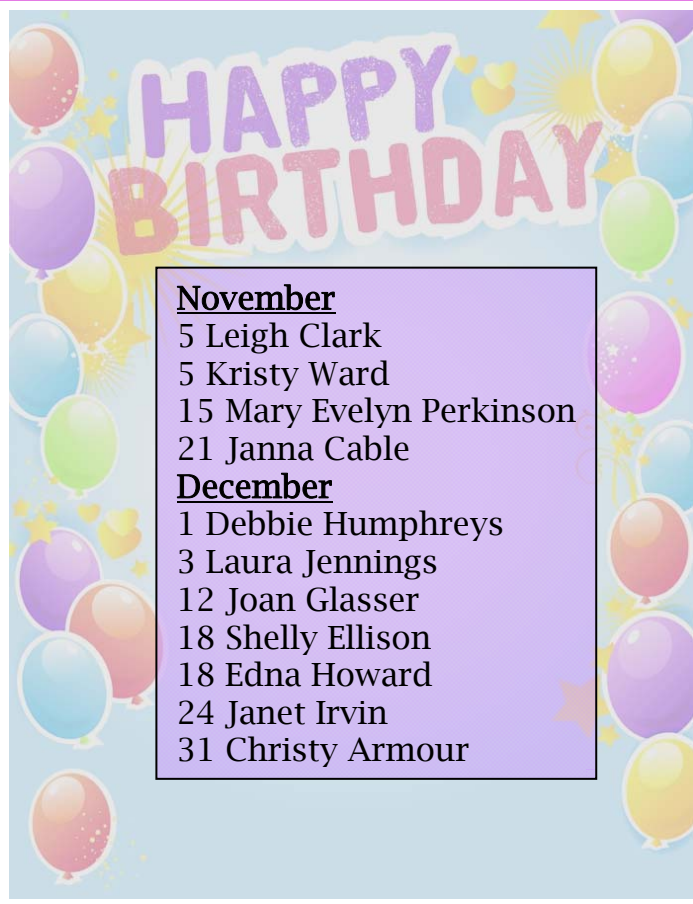 HAPPY
BIRTHDAY
November
5 Leigh Clark
5 Kristy Ward
15 Mary Evelyn Perkinson
21 Janna Cable
December
1 Debbie Humphreys
3 Laura Jennings
12 Joan Glasser
18 Shelly Ellison
18 Edna Howard
24 Janet Irvin
31 Christy Armour